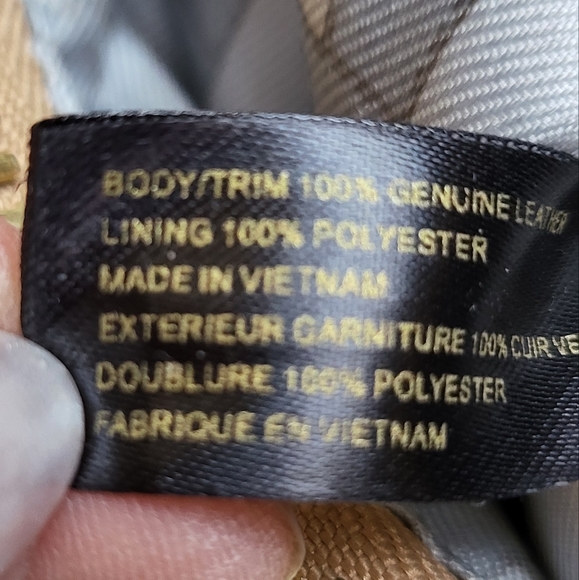 BODY/TRIM 100% GENUINE LEATHER
LINING 100% POLYESTER
MADE IN VIETNAM
EXTERIEUR GARNITURE 100% CUIR VE
DOUBLURE 100% POLYESTER
FABRIQUE EN VIETNAM